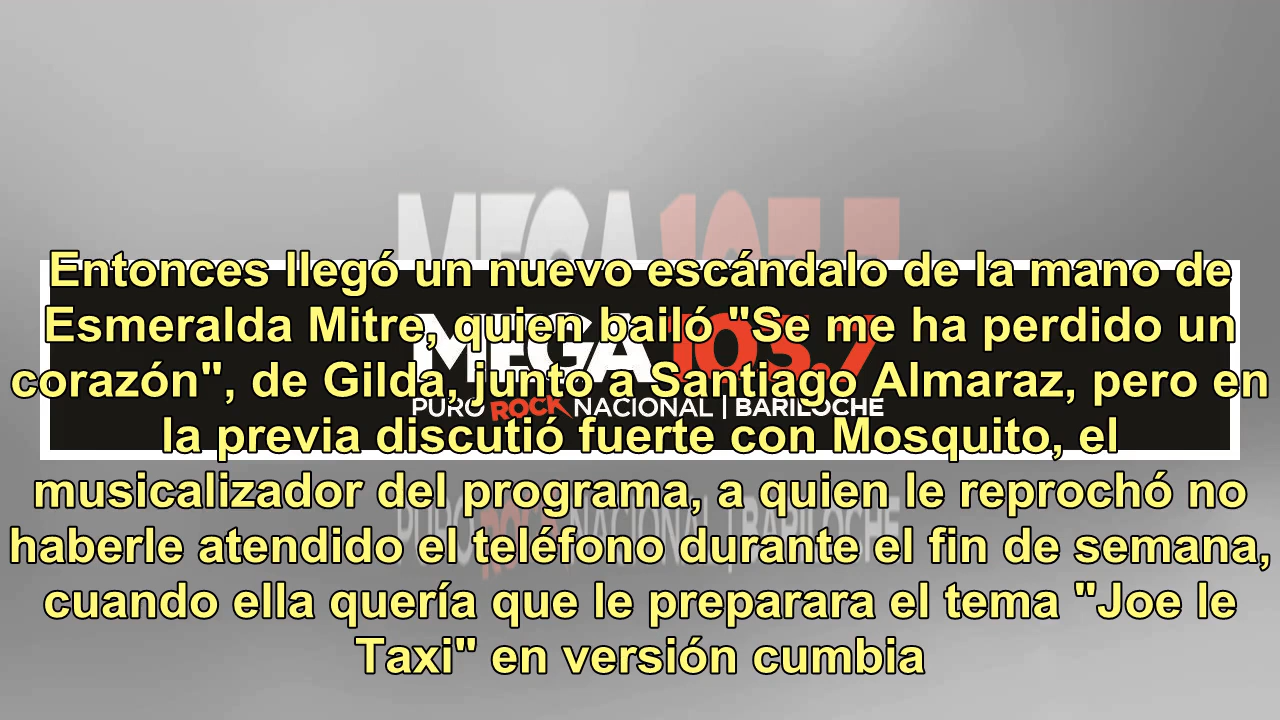 Entonces llegó un nuevo escándalo de la mano de
Esmeralda Mitre, quien bailó "Se me ha perdido un
corazón", de Gilda, junto a Santiago Almaraz, pero en
la previa discutió fuerte con Mosquito, el
musicalizador del programa, a quien le reprochó no
haberle atendido el teléfono durante el fin de semana,
cuando ella quería que le preparara el tema "Joe le
Taxi" en versión cumbia
MEGA 103.7
PURO ROCK NACIONAL | BARILOCHE